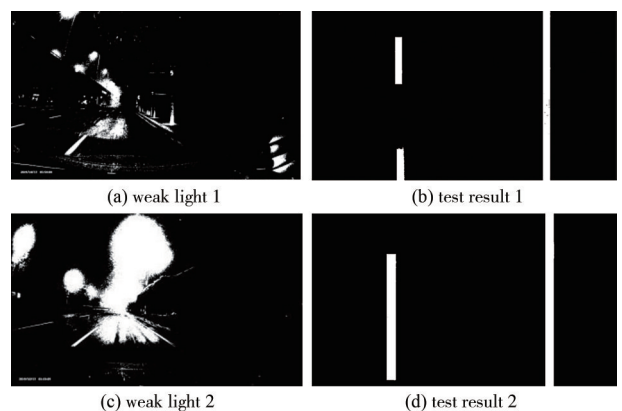 (a) weak light 1
(b) test result 1
(c) weak light 2
(d) test result 2